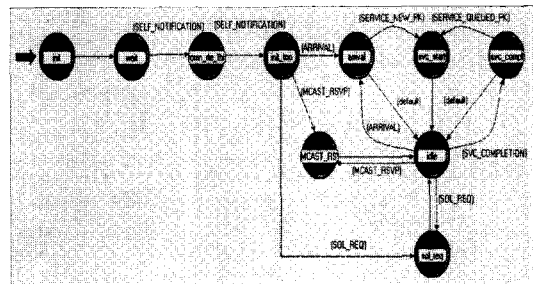 (SELF_NOTIFICATION)
(SELF_NOTIFICATION)
(SERVICE_NEW_PK)
(SERVICE_QUEUED_PK)
init
wait
(ARRIVAL)
arrival
svc_start
svc_compl
(MCAST_RSVP)
(default)
(default)
(ARRIVAL)
MCAST_RS
idle
(SVC_COMPLETION)
(MCAST_RSVP)
(SOL_REQ)
(SOL_REQ)
sol_req